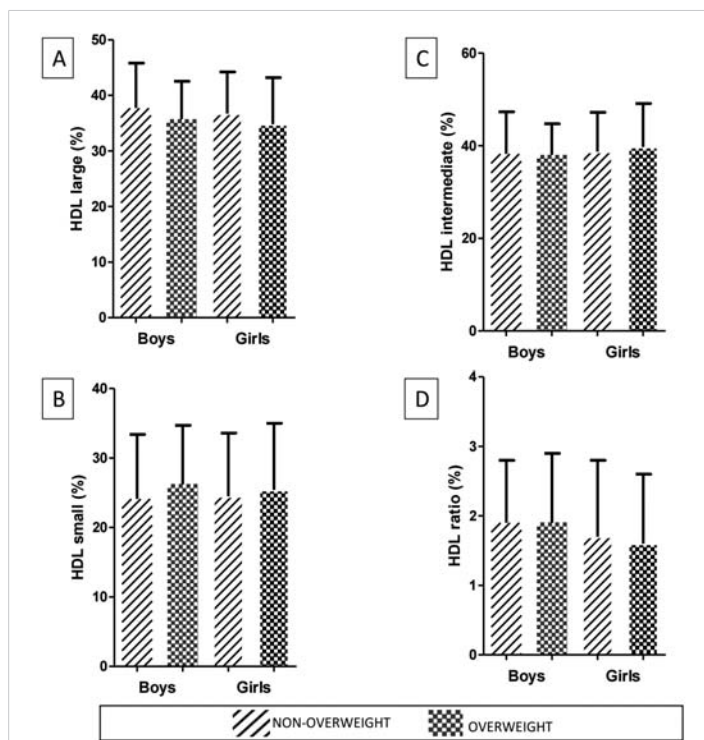 A
HDL large (%)
50
40
30
20
10
0
Boys Girls
C
HDL intermediate (%)
60
40
20
0
Boys Girls
B
HDL small (%)
40
30
20
10
0
Boys Girls
D
HDL ratio (%)
4
3
2
1
0
Boys Girls
NON-OVERWEIGHT OVERWEIGHT